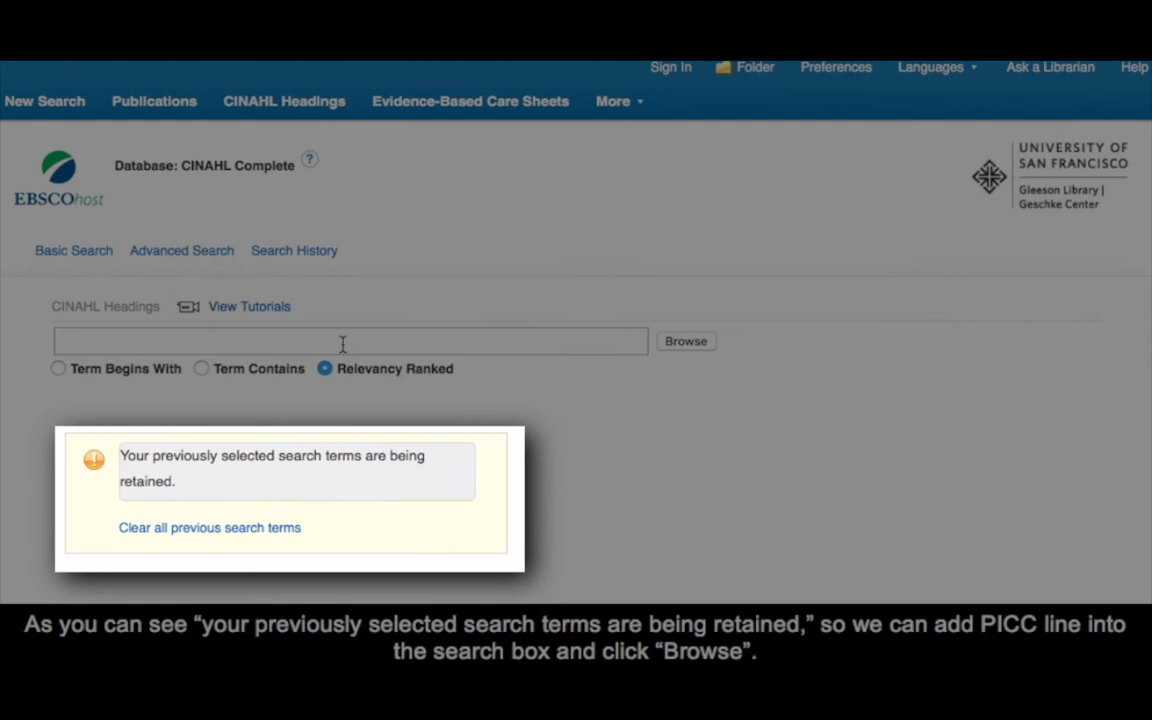 Sign In Folder Preferences Languages Ask a Librarian Help
New Search Publications CINAHL Headings Evidence-Based Care Sheets More
Database: CINAHL Complete ?
EBSCOhost
UNIVERSITY OF
SAN FRANCISCO
Gleeson Library |
Geschke Center
Basic Search Advanced Search Search History
CINAHL Headings View Tutorials
Browse
Term Begins With Term Contains Relevancy Ranked
Your previously selected search terms are being
retained.
Clear all previous search terms
As you can see “your previously selected search terms are being retained,” so we can add PICC line into
the search box and click “Browse”.